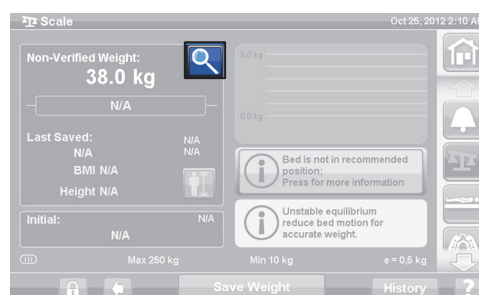 Scale
Oct 25, 2012 2:10 A
Non-Verified Weight:
38.0 kg
N/A
Last Saved:
N/A
N/A
N/A
BMI N/A
Height N/A
Initial:
N/A
N/A
5.0 kg
0.0 kg
Bed is not in recommended
position;
Press for more information
Unstable equilibrium
reduce bed motion for
accurate weight.
Max 250 kg
Min 10 kg
e = 0,5 kg
Save Weight
History
?